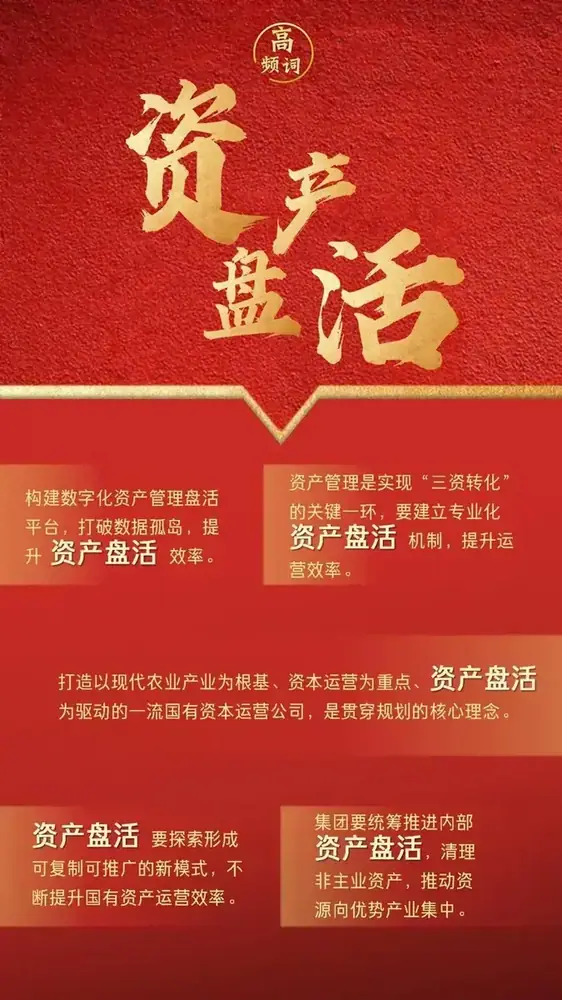 高
频词
资产
盘活
构建数字化资产管理盘活
平台，打破数据孤岛，提
升 资产盘活 效率。
资产管理是实现“三资转化”
的关键一环，要建立专业化
资产盘活 机制，提升运
营效率。
打造以现代农业产业为根基、资本运营为重点、资产盘活
为驱动的一流国有资本运营公司，是贯穿规划的核心理念。
资产盘活 要探索形成
可复制可推广的新模式，不
断提升国有资产运营效率。
集团要统筹推进内部
资产盘活，清理
非主业资产，推动资
源向优势产业集中。